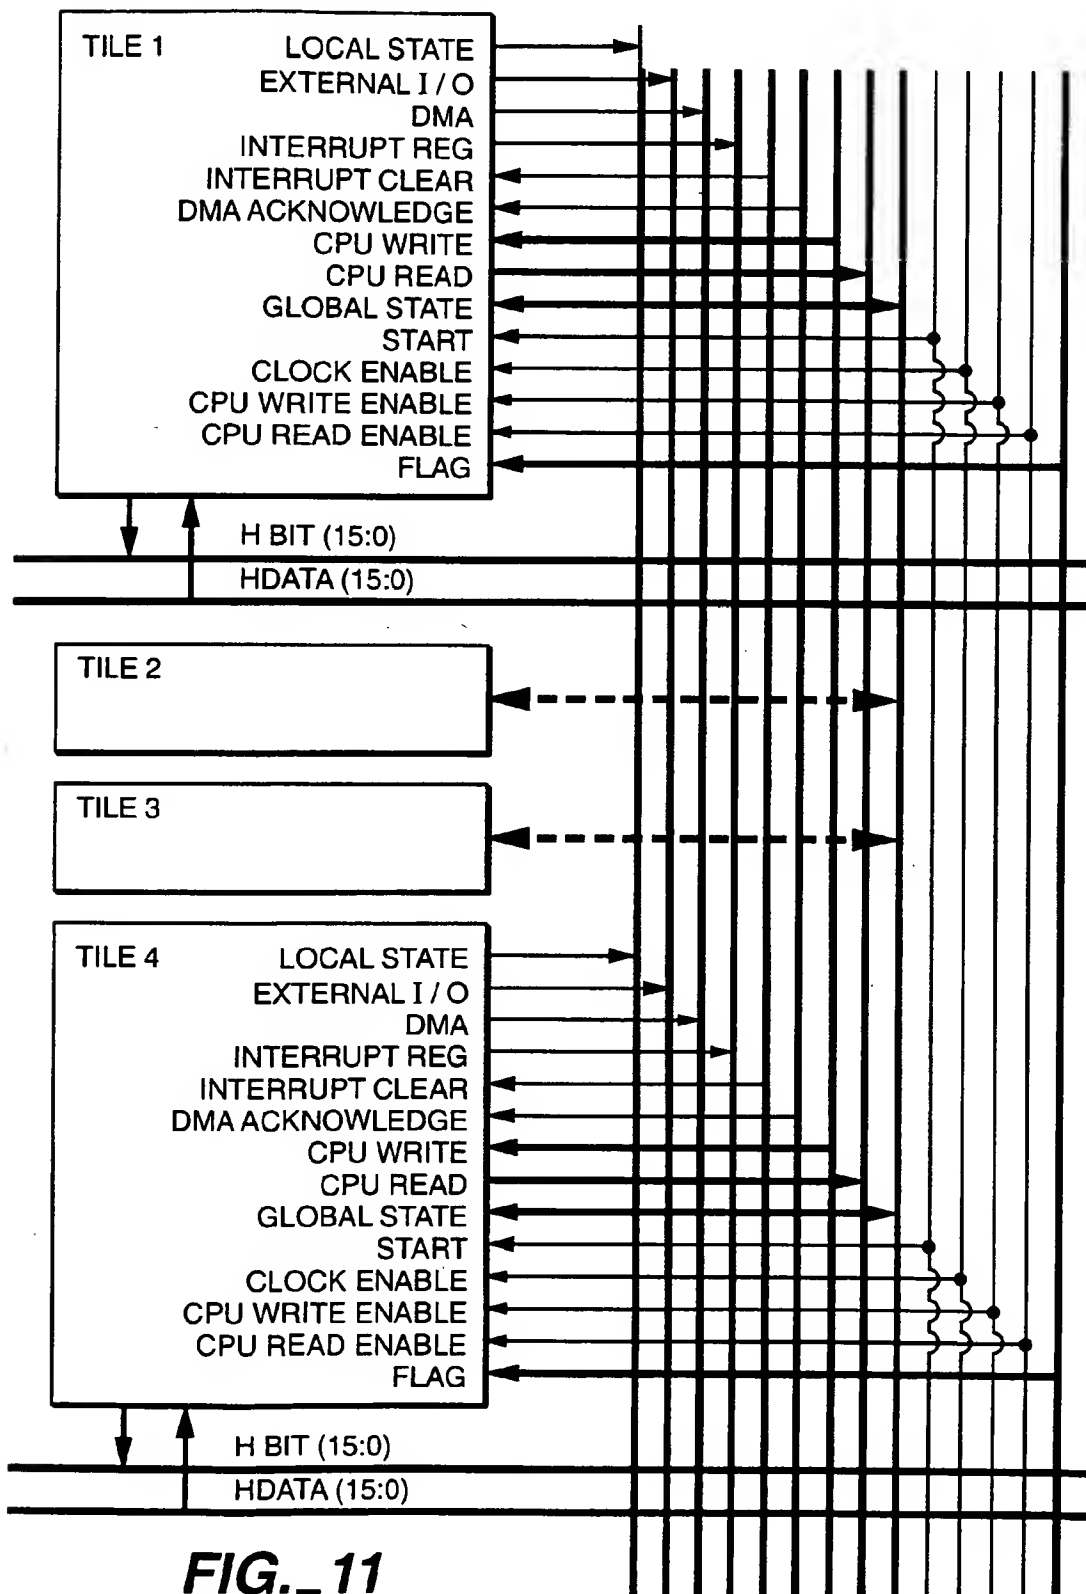 TILE 1
LOCAL STATE
EXTERNAL I / O
DMA
INTERRUPT REG
INTERRUPT CLEAR
DMA ACKNOWLEDGE
CPU WRITE
CPU READ
GLOBAL STATE
START
CLOCK ENABLE
CPU WRITE ENABLE
CPU READ ENABLE
FLAG
H BIT (15:0)
HDATA (15:0)
TILE 2
TILE 3
TILE 4
LOCAL STATE
EXTERNAL I / O
DMA
INTERRUPT REG
INTERRUPT CLEAR
DMA ACKNOWLEDGE
CPU WRITE
CPU READ
GLOBAL STATE
START
CLOCK ENABLE
CPU WRITE ENABLE
CPU READ ENABLE
FLAG
H BIT (15:0)
HDATA (15:0)
FIG._11